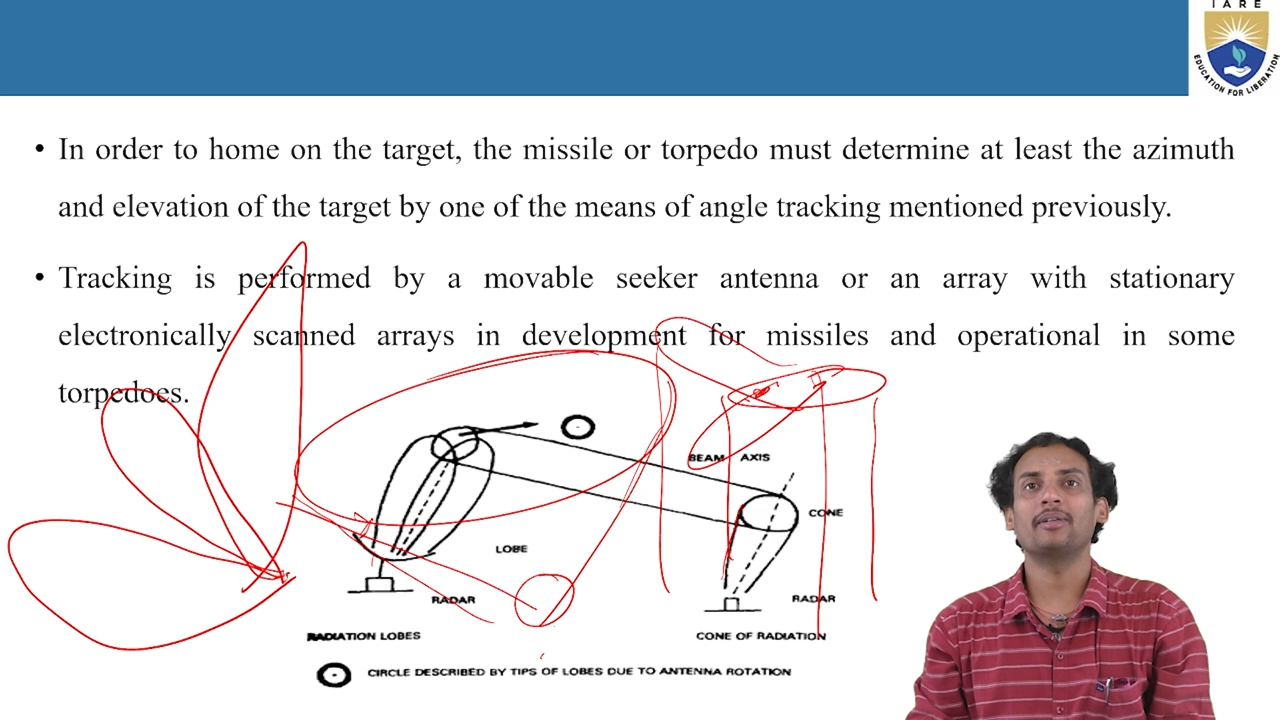 IARE
EDUCATION FOR LIBERATION
• In order to home on the target, the missile or torpedo must determine at least the azimuth
and elevation of the target by one of the means of angle tracking mentioned previously.
• Tracking is performed by a movable seeker antenna or an array with stationary
electronically scanned arrays in development for missiles and operational in some
torpedoes.
BEAM AXIS
CONE
LOBE
RADAR
RADAR
RADIATION LOBES
CONE OF RADIATION
CIRCLE DESCRIBED BY TIPS OF LOBES DUE TO ANTENNA ROTATION